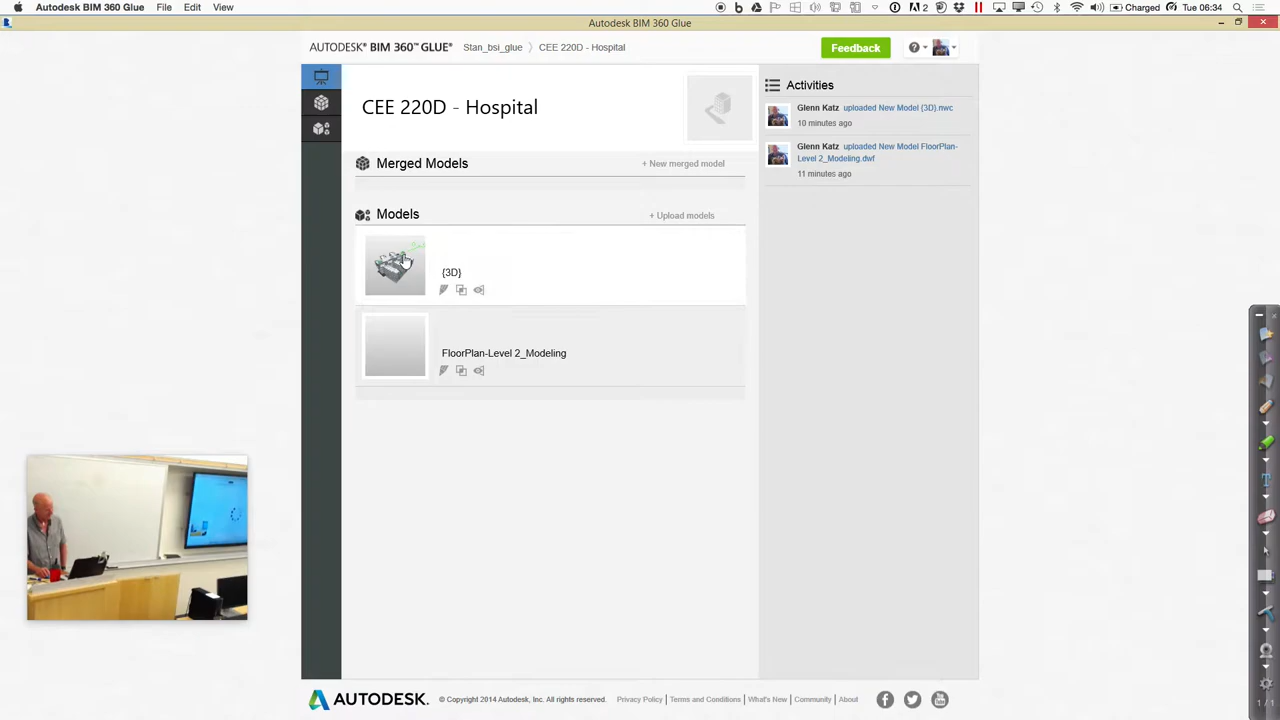 Autodesk BIM 360 Glue File Edit View 2 Charged Tue 06:34
Autodesk BIM 360 Glue
AUTODESK® BIM 360™ GLUE® Stan_bsi_glue CEE 220D - Hospital Feedback
CEE 220D - Hospital
Merged Models + New merged model
Models + Upload models
{3D}
FloorPlan-Level 2_Modeling
Activities
Glenn Katz uploaded New Model {3D}.nwc
10 minutes ago
Glenn Katz uploaded New Model FloorPlan-
Level 2_Modeling.dwf
11 minutes ago
AUTODESK. © Copyright 2014 Autodesk, Inc. All rights reserved. Privacy Policy Terms and Conditions What's New Community About
1 / 1